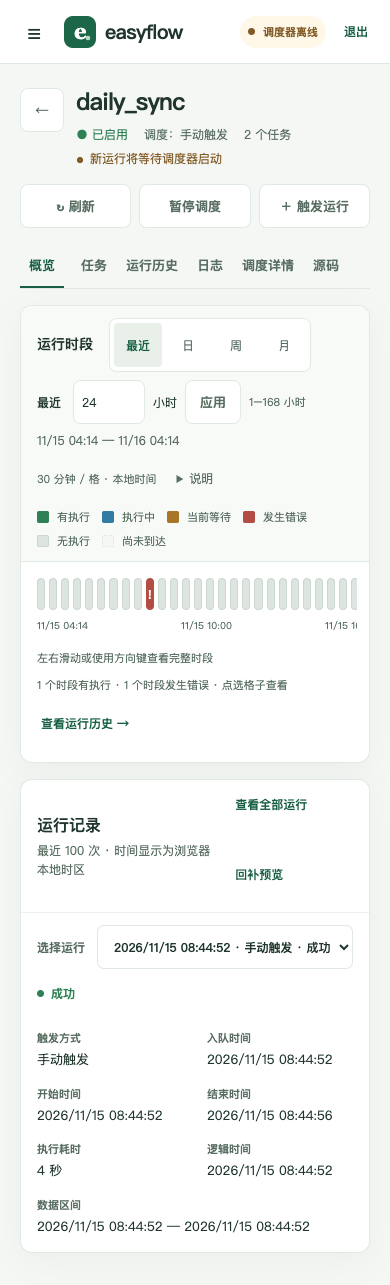 ≡ e. easyflow 调度器离线 退出
← daily_sync
已启用 调度：手动触发 2 个任务
新运行将等待调度器启动
↻ 刷新 暂停调度 ＋ 触发运行
概览 任务 运行历史 日志 调度详情 源码
运行时段 最近 日 周 月
最近 24 小时 应用 1—168 小时
11/15 04:14 — 11/16 04:14
30 分钟 / 格 · 本地时间 ▶ 说明
有执行 执行中 当前等待 发生错误
无执行 尚未到达
!
11/15 04:14 11/15 10:00 11/15 1
左右滑动或使用方向键查看完整时段
1 个时段有执行 · 1 个时段发生错误 · 点选格子查看
查看运行历史 →
查看全部运行
运行记录
最近 100 次 · 时间显示为浏览器
本地时区
回补预览
选择运行 2026/11/15 08:44:52 · 手动触发 · 成功
成功
触发方式 入队时间
手动触发 2026/11/15 08:44:52
开始时间 结束时间
2026/11/15 08:44:52 2026/11/15 08:44:56
执行耗时 逻辑时间
4 秒 2026/11/15 08:44:52
数据区间
2026/11/15 08:44:52 — 2026/11/15 08:44:52